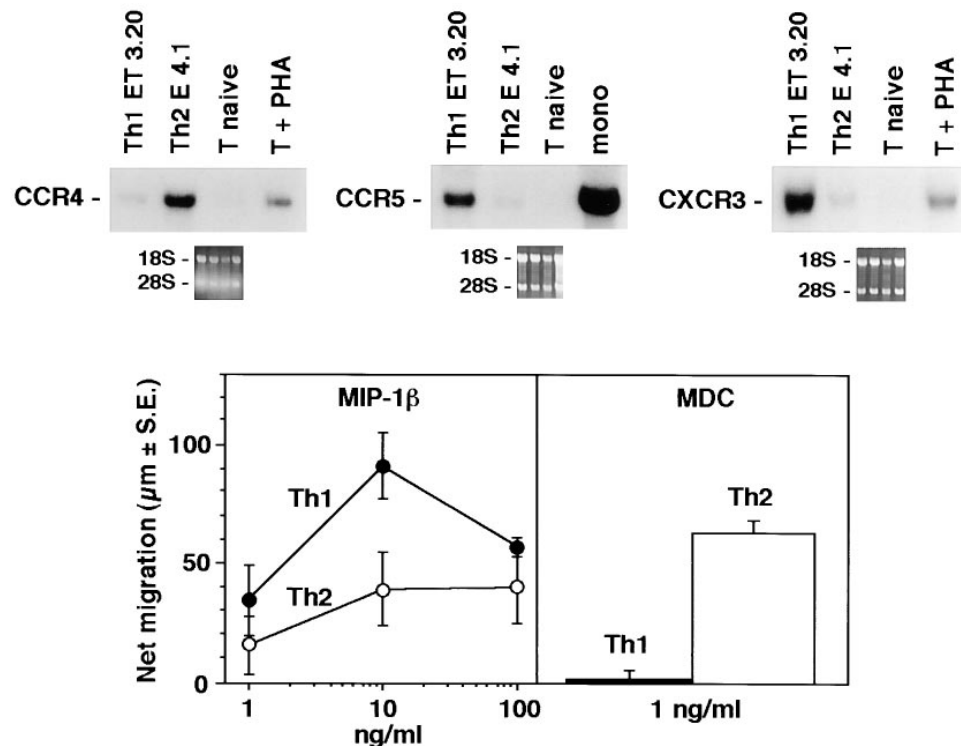 Th1 ET 3.20
Th2 E 4.1
T naive
T + PHA
CCR4 -
18S -
28S -
Th1 ET 3.20
Th2 E 4.1
T naive
mono
CCR5 -
18S -
28S -
Th1 ET 3.20
Th2 E 4.1
T naive
T + PHA
CXCR3 -
18S -
28S -
Net migration (µm ± S.E.)
100
50
0
MIP-1β
Th1
Th2
1 10 100
ng/ml
MDC
Th1
Th2
1 ng/ml